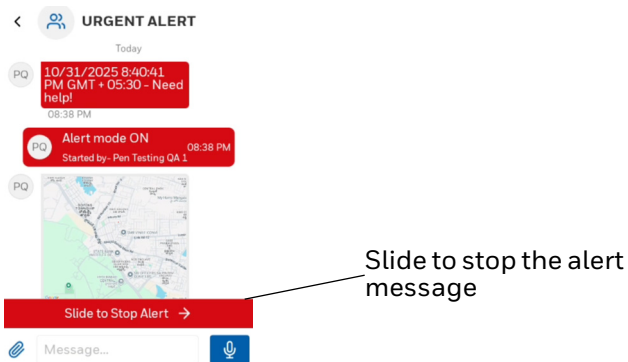 URGENT ALERT
Today
PQ
10/31/2025 8:40:41
PM GMT + 05:30 - Need
help!
08:38 PM
PQ
Alert mode ON
08:38 PM
Started by- Pen Testing QA 1
PQ
Slide to Stop Alert →
Message...
Slide to stop the alert
message